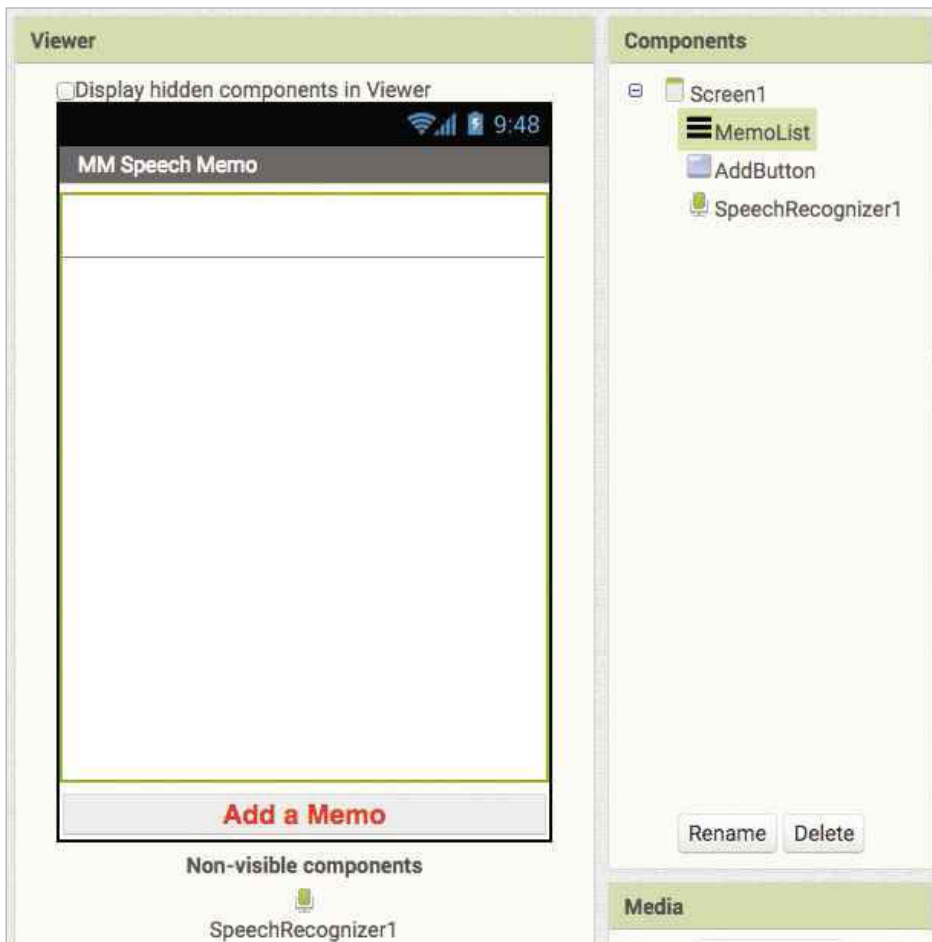 Viewer
Display hidden components in Viewer
9:48
MM Speech Memo
Add a Memo
Non-visible components
SpeechRecognizer1
Components
Screen1
MemoList
AddButton
SpeechRecognizer1
Rename Delete
Media